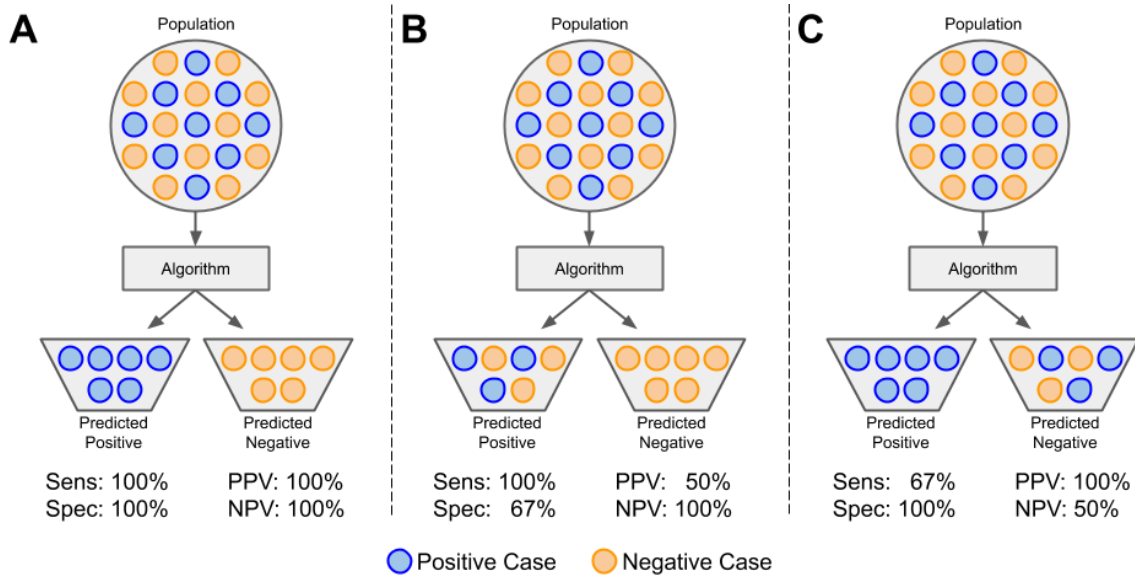 A
Population
Algorithm
Predicted
Positive
Predicted
Negative
Sens: 100%
PPV: 100%
Spec: 100%
NPV: 100%
B
Population
Algorithm
Predicted
Positive
Predicted
Negative
Sens: 100%
PPV: 50%
Spec: 67%
NPV: 100%
C
Population
Algorithm
Predicted
Positive
Predicted
Negative
Sens: 67%
PPV: 100%
Spec: 100%
NPV: 50%
Positive Case
Negative Case